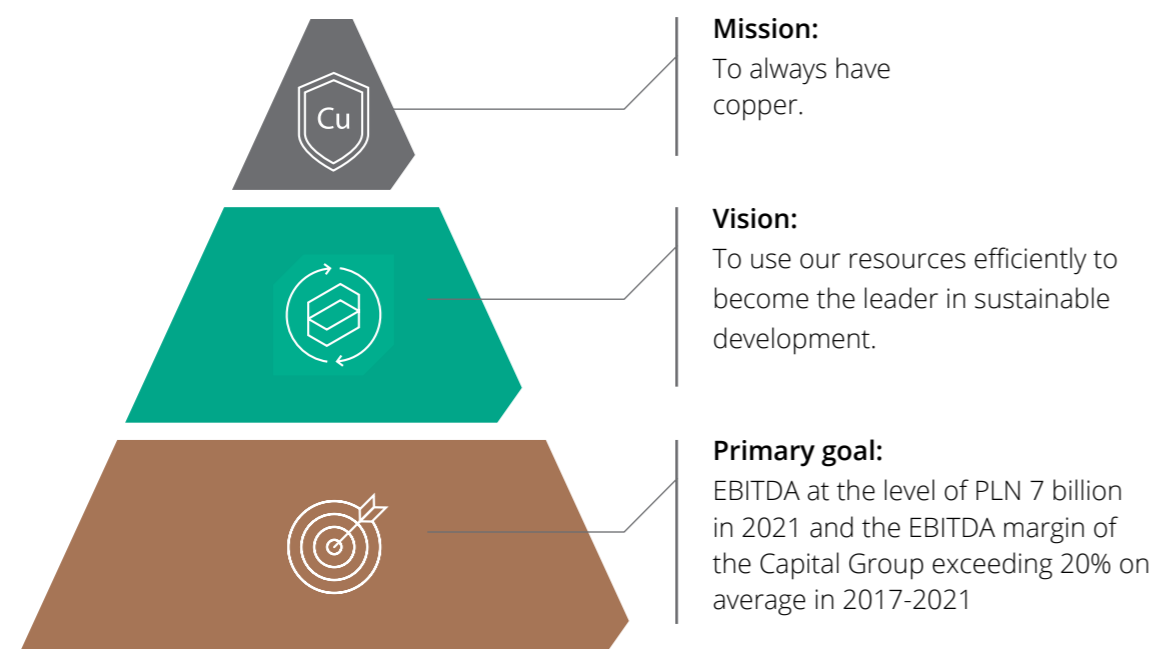 Mission:
To always have
copper.
Cu
Vision:
To use our resources efficiently to
become the leader in sustainable
development.
Primary goal:
EBITDA at the level of PLN 7 billion
in 2021 and the EBITDA margin of
the Capital Group exceeding 20% on
average in 2017-2021